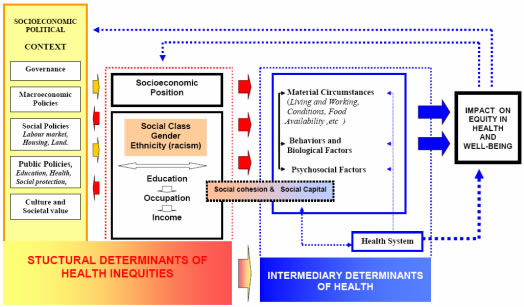 SOCIOECONOMIC
POLITICAL
CONTEXT
Governance
Macroeconomic
Policies
Social Policies
Labour market,
Housing, Land.
Public Policies,
Education, Health,
Social protection,
Culture and
Societal value
Socioeconomic
Position
Social Class
Gender
Ethnicity (racism)
Education
Occupation
Income
Social cohesion & Social Capital
Material Circumstances
(Living and Working,
Conditions, Food
Availability ,etc )
Behaviors and
Biological Factors
Psychosocial Factors
Health System
IMPACT ON
EQUITY IN
HEALTH
AND
WELL-BEING
STUCTURAL DETERMINANTS OF
HEALTH INEQUITIES
INTERMEDIARY DETERMINANTS
OF HEALTH